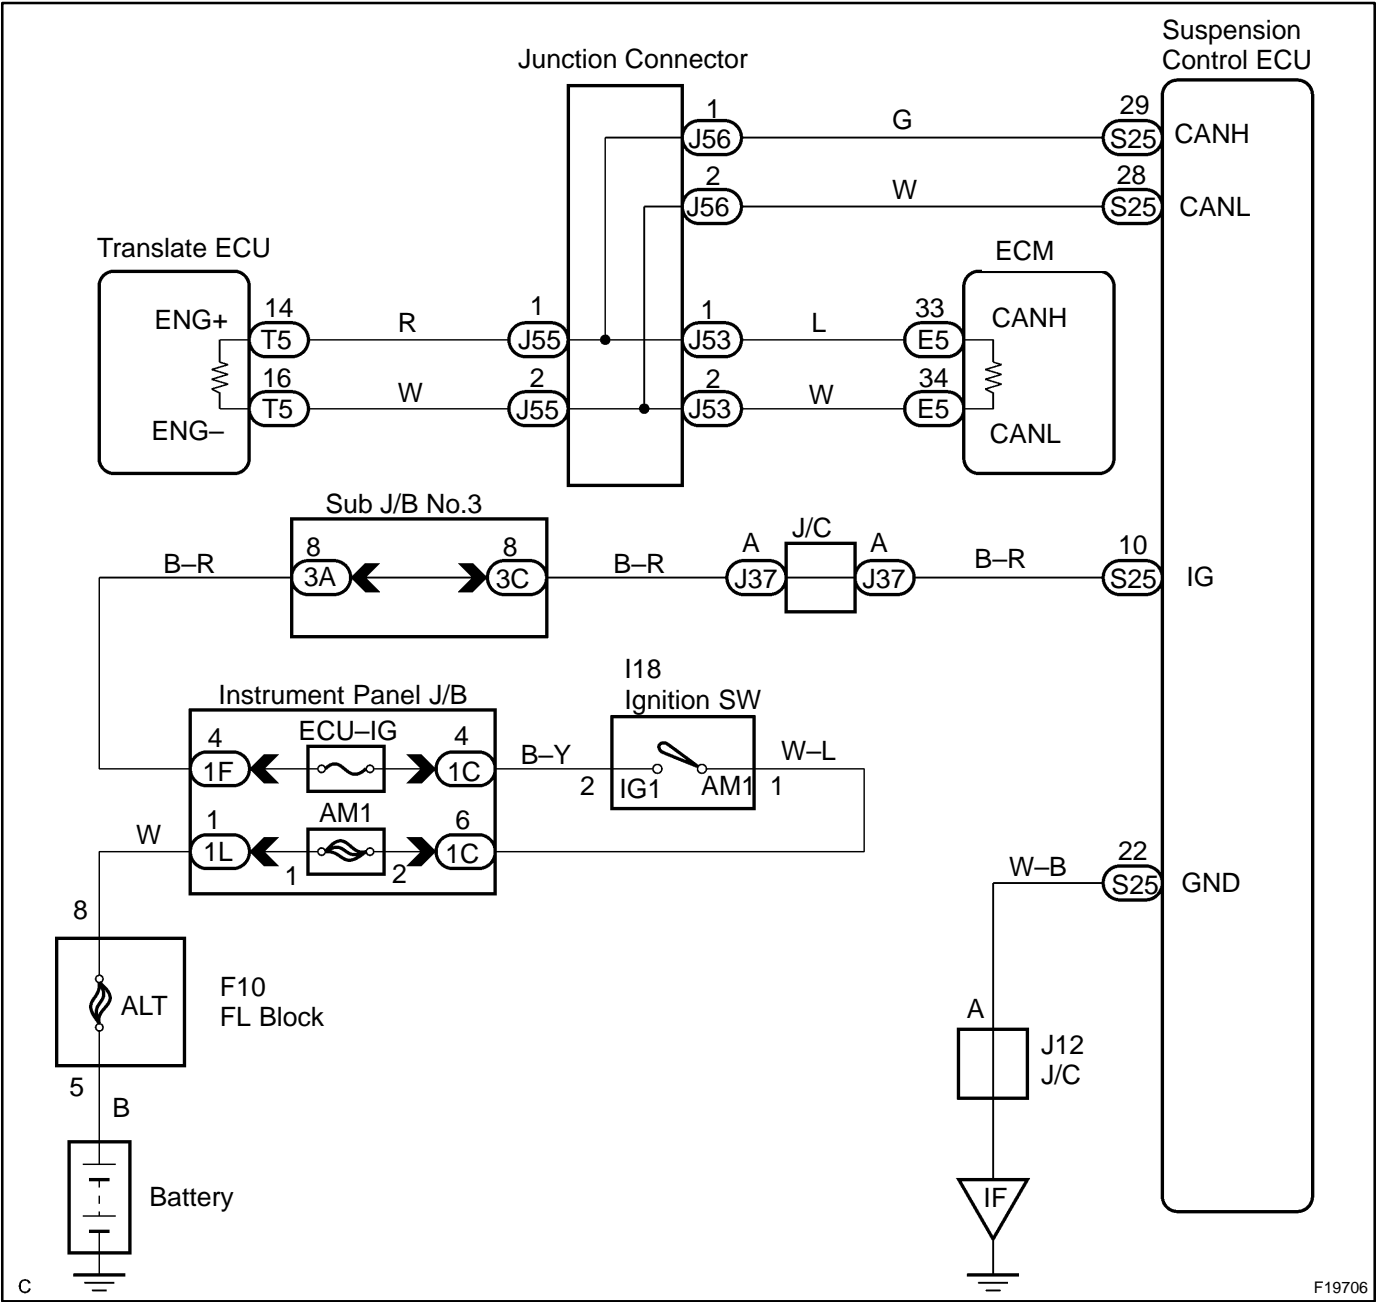 Suspension
Control ECU
Junction Connector
1
J56
G
29
S25
CANH
2
J56
W
28
S25
CANL
Translate ECU
ECM
ENG+
14
T5
R
1
J55
1
J53
L
33
E5
CANH
16
T5
W
2
J55
2
J53
W
34
E5
ENG–
CANL
Sub J/B No.3
B–R
8
3A
8
3C
B–R
A
J37
J/C
A
J37
B–R
10
S25
IG
I18
Ignition SW
Instrument Panel J/B
4
1F
ECU–IG
4
1C
B–Y
2
IG1
AM1
1
W–L
W
1
1L
AM1
1
2
6
1C
W–B
22
S25
GND
8
ALT
F10
FL Block
5
B
A
J12
J/C
Battery
IF
C
F19706